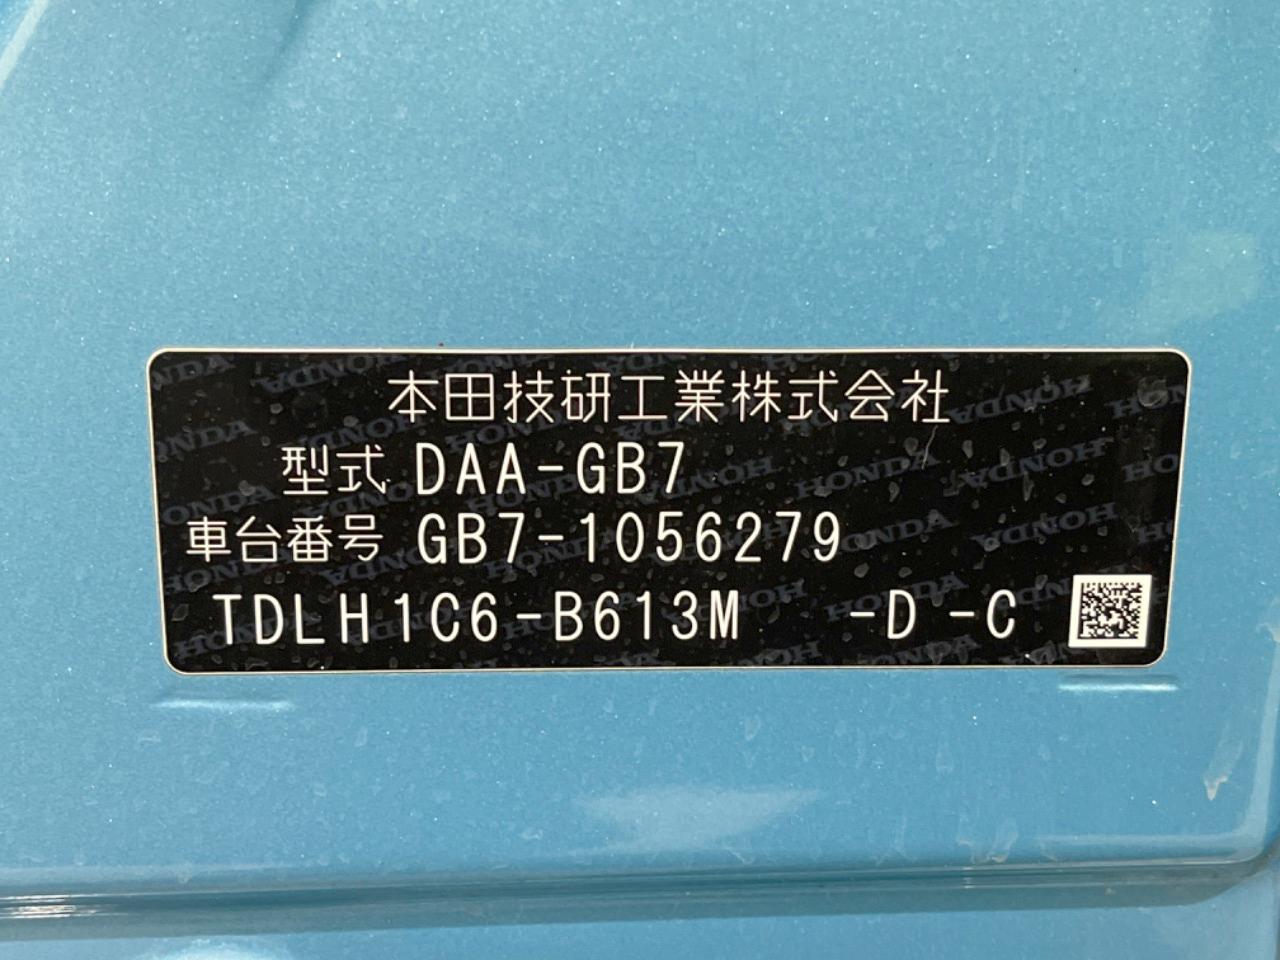 本田技研工業株式会社
型式 DAA-GB7
車台番号 GB7-1056279
TDLH1C6-B613M -D -C